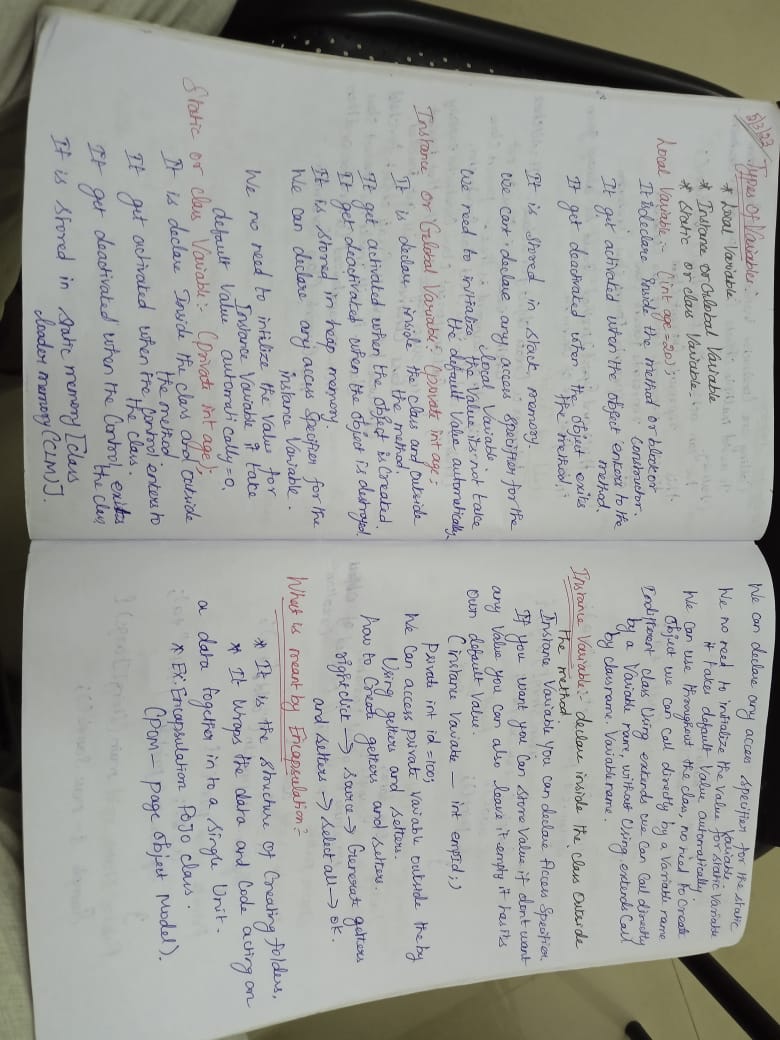 5/3/23
Types Of Variable:-
* Local Variable
* Instance or Global Variable
* Static or class Variable.
Local Variable:- (int age=20);
It is declare inside the method or block or
constructor.
It get activated when the object enters to the
method.
It get deactivated when the object exits
the method.
It is stored in stack memory.
We can't declare any access specifier for the
local Variable.
We need to initialize the Value its not take
the default Value automatically.
Instance or Gelobal Variable:- (private int age;
It is declare inside the class and outside
the method.
It get activated when the object is created.
It get deactivated when the object is destroyed.
It is stored in heap memory.
We can declare any access specifier for the
instance Variable.
We no need to intilize the Value for
Instance Variable it take
default Value automatically=0.
Static or class Variable:- (private int age);
It is declare Inside the class and outside
the method.
It get activated when the control enters to
the class.
It get deactivated when the Control exits
the class
It is stored in static memory [class
loader memory (CLM)].
We can declare any access specifier for the static
Variable
We no need to initialize the value for static Variable
it takes default Value automatically.
We can use throughout the class, no need to create
object we can call directly by a Variable name
In different class Using extends we can call directly
by a Variable name, without Using extends Call
by classname.Variablename.
Instance Variable:- declare inside the class Outside
the method.
Instance Variable you can declare Access Specifier.
If you want you can store value if dont want
any Value you can also leave it empty it has its
own default Value.
(instance Variable — int empId;)
Private int id =100;
We can access private variable outside the by
Using getters and setters.
how to Create getters and setters.
right click → source → Generate getters
and setters → select all → ok.
What is meant by Encapsulation:-
* It is the structure of Creating folders,
* It wraps the data and code acting on
a data together in to a single Unit.
* Ex: Encapsulation POJO class.
(POM— page object Model).